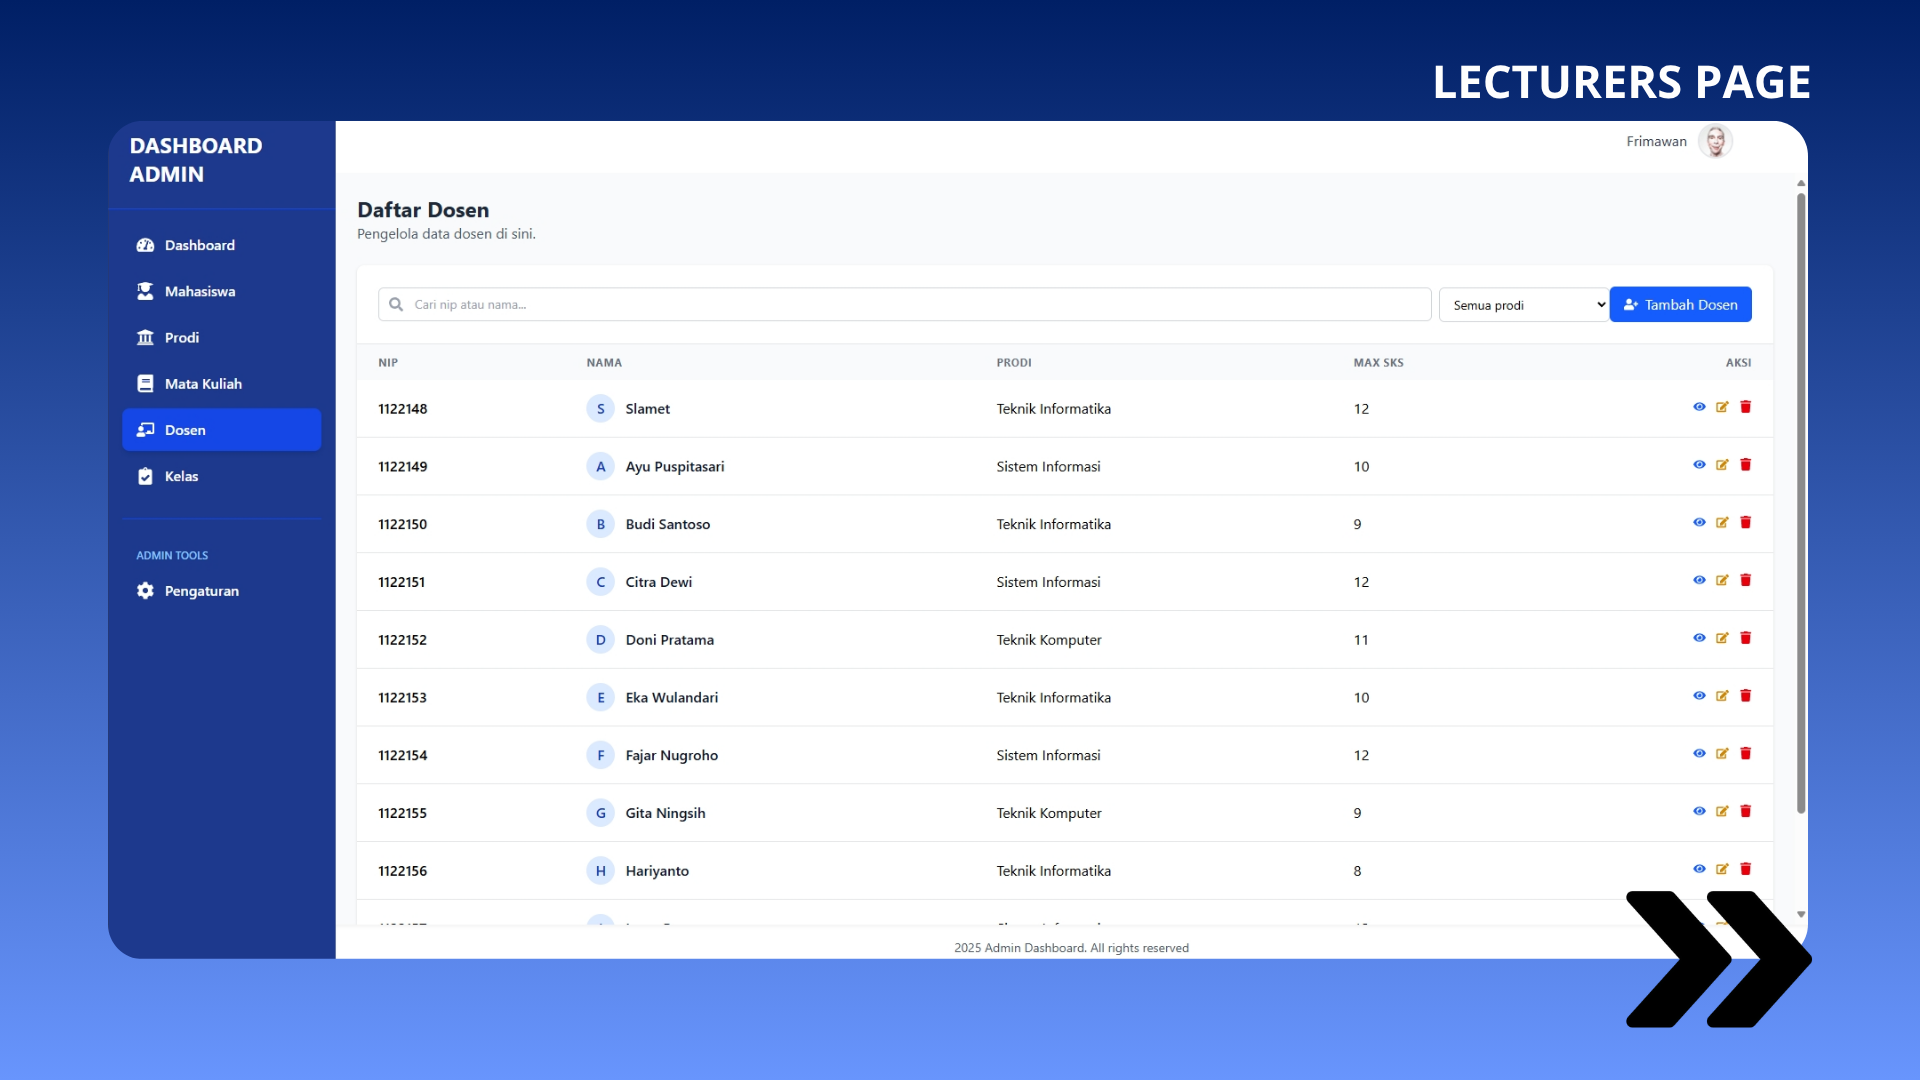 LECTURERS PAGE
DASHBOARD
ADMIN
Frimawan
Dashboard
Mahasiswa
Prodi
Mata Kuliah
Dosen
Kelas
ADMIN TOOLS
Pengaturan
Daftar Dosen
Pengelola data dosen di sini.
Cari nip atau nama... Semua prodi Tambah Dosen
NIP NAMA PRODI MAX SKS AKSI
1122148 S Slamet Teknik Informatika 12
1122149 A Ayu Puspitasari Sistem Informasi 10
1122150 B Budi Santoso Teknik Informatika 9
1122151 C Citra Dewi Sistem Informasi 12
1122152 D Doni Pratama Teknik Komputer 11
1122153 E Eka Wulandari Teknik Informatika 10
1122154 F Fajar Nugroho Sistem Informasi 12
1122155 G Gita Ningsih Teknik Komputer 9
1122156 H Hariyanto Teknik Informatika 8
2025 Admin Dashboard. All rights reserved